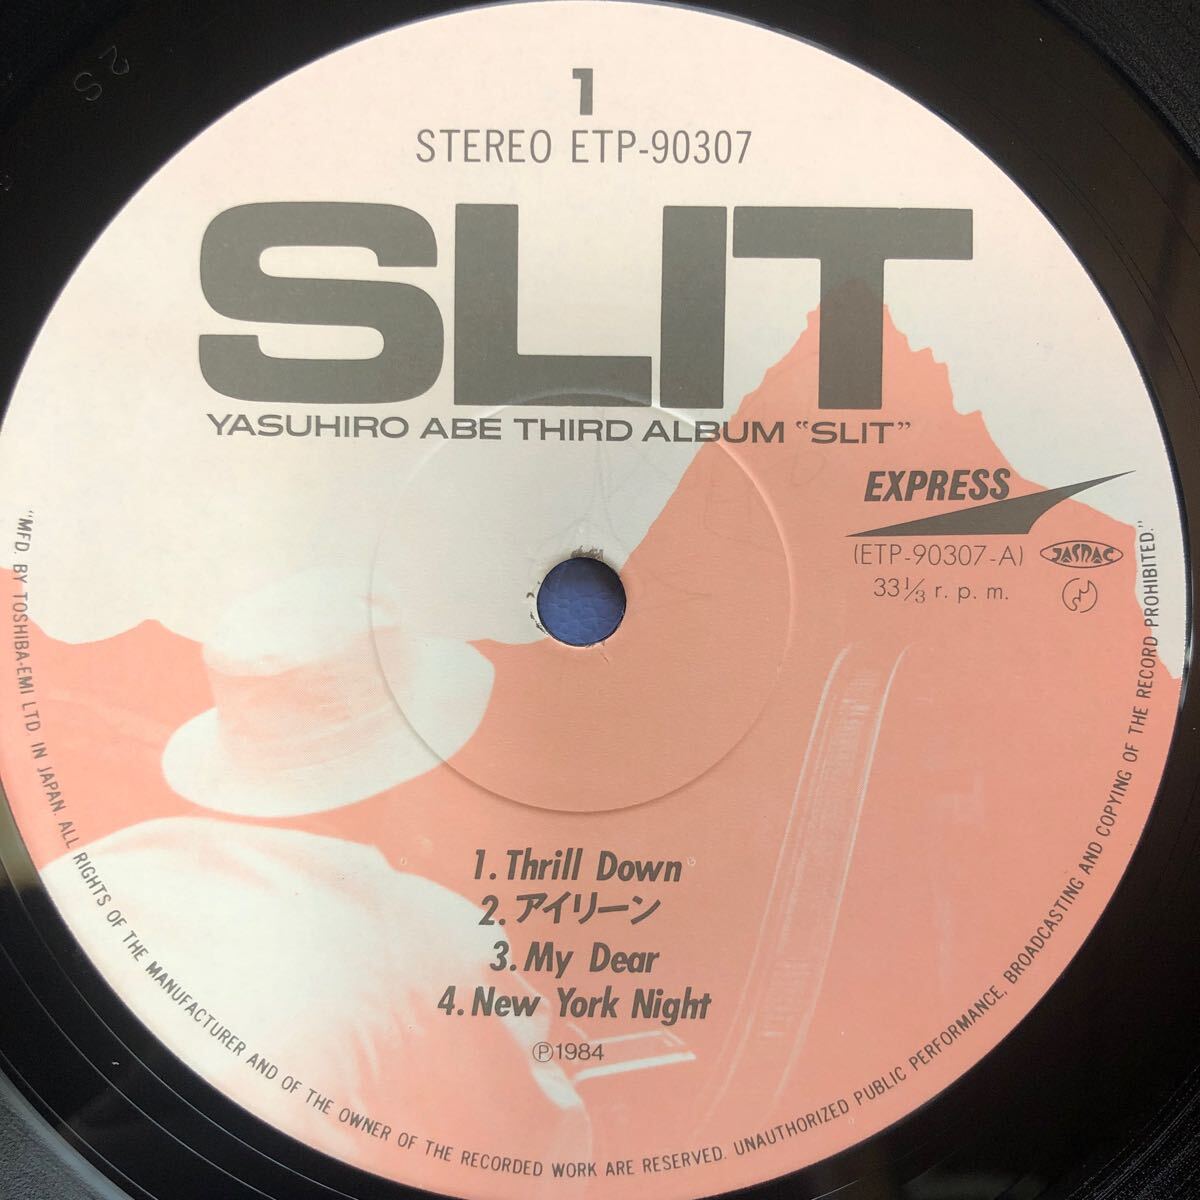 1
STEREO ETP-90307
SLIT
YASUHIRO ABE THIRD ALBUM “SLIT”
EXPRESS
(ETP-90307-A)
JASRAC
33⅓ r. p. m.
1. Thrill Down
2. アイリーン
3. My Dear
4. New York Night
Ⓟ1984
"MFD. BY TOSHIBA-EMI LTD. IN JAPAN. ALL RIGHTS OF THE MANUFACTURER AND OF THE OWNER OF THE RECORDED WORK ARE RESERVED. UNAUTHORIZED PUBLIC PERFORMANCE, BROADCASTING AND COPYING OF THE RECORD PROHIBITED."
2S